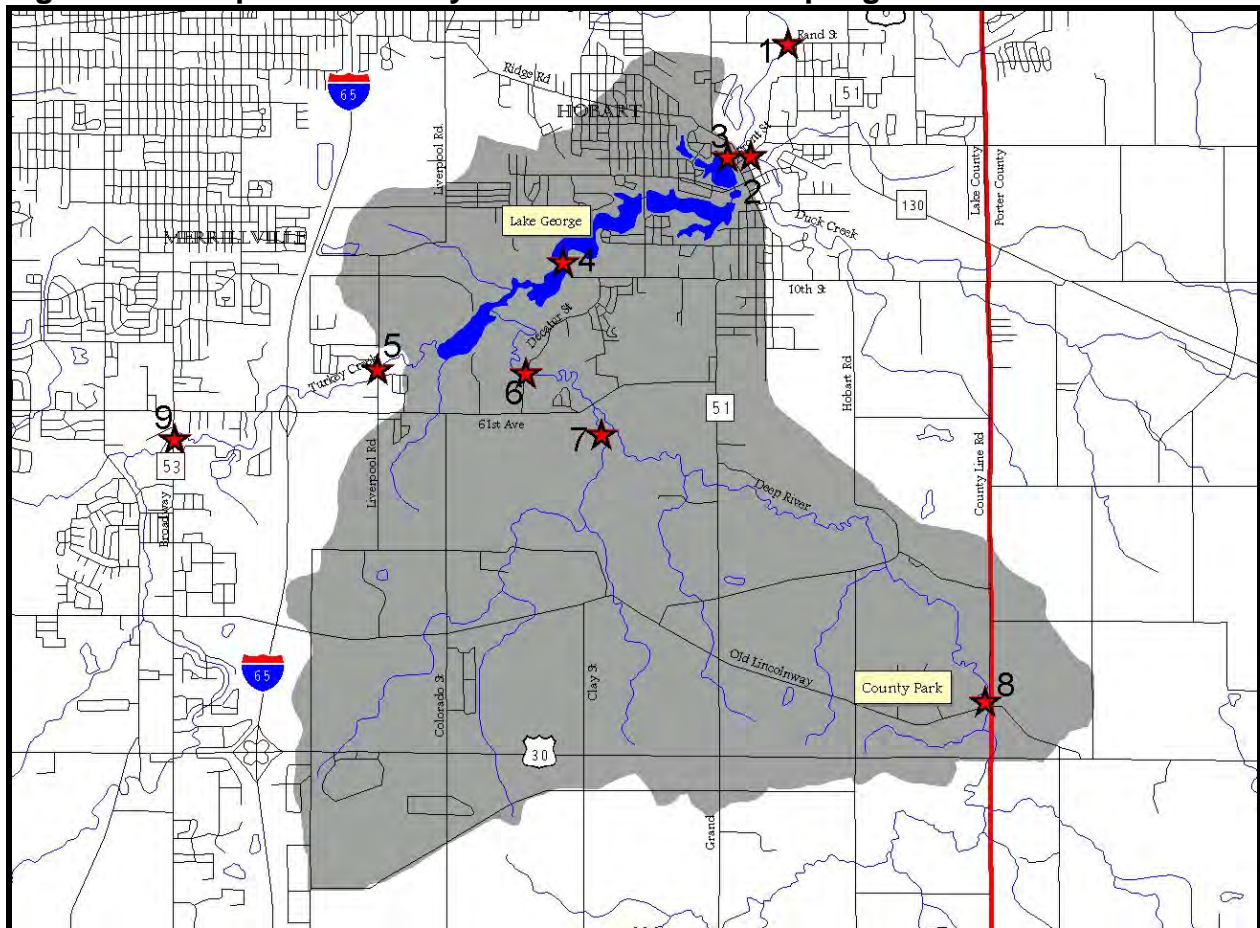 Rand St
1
Ridge Rd
65
51
HOBART
3
Front St
2
Liverpool Rd.
Lake County
Porter County
130
Lake George
Duck Creek
MERRILLVILLE
4
10th St
Decatur St
5
Turkey Creek
6
Hobart Rd
51
9
61st Ave
7
53
Liverpool Rd
County Line Rd
Broadway
Deep River
Old Lincolnway
65
Clay St
Colorado St
County Park
8
30
Grand